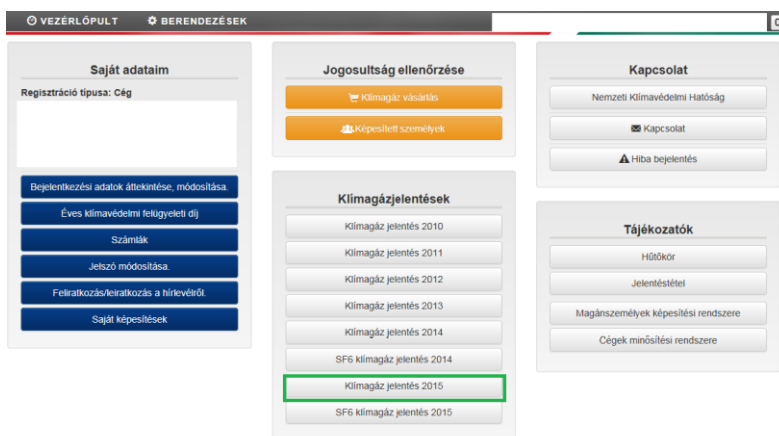 VEZÉRLŐPULT
BERENDEZÉSEK
Saját adataim
Regisztráció típusa: Cég
Bejelentkezési adatok áttekintése, módosítása.
Éves klímavédelmi felügyeleti díj
Számlák
Jelszó módosítása.
Feliratkozás/leiratkozás a hírlevélről.
Saját képesítések
Jogosultság ellenőrzése
Klímagáz vásárlás
Képesített személyek
Klímagázjelentések
Klímagáz jelentés 2010
Klímagáz jelentés 2011
Klímagáz jelentés 2012
Klímagáz jelentés 2013
Klímagáz jelentés 2014
SF6 klímagáz jelentés 2014
Klímagáz jelentés 2015
SF6 klímagáz jelentés 2015
Kapcsolat
Nemzeti Klímavédelmi Hatóság
Kapcsolat
Hiba bejelentés
Tájékozatók
Hűtőkör
Jelentéstétel
Magánszemélyek képesítési rendszere
Cégek minősítési rendszere